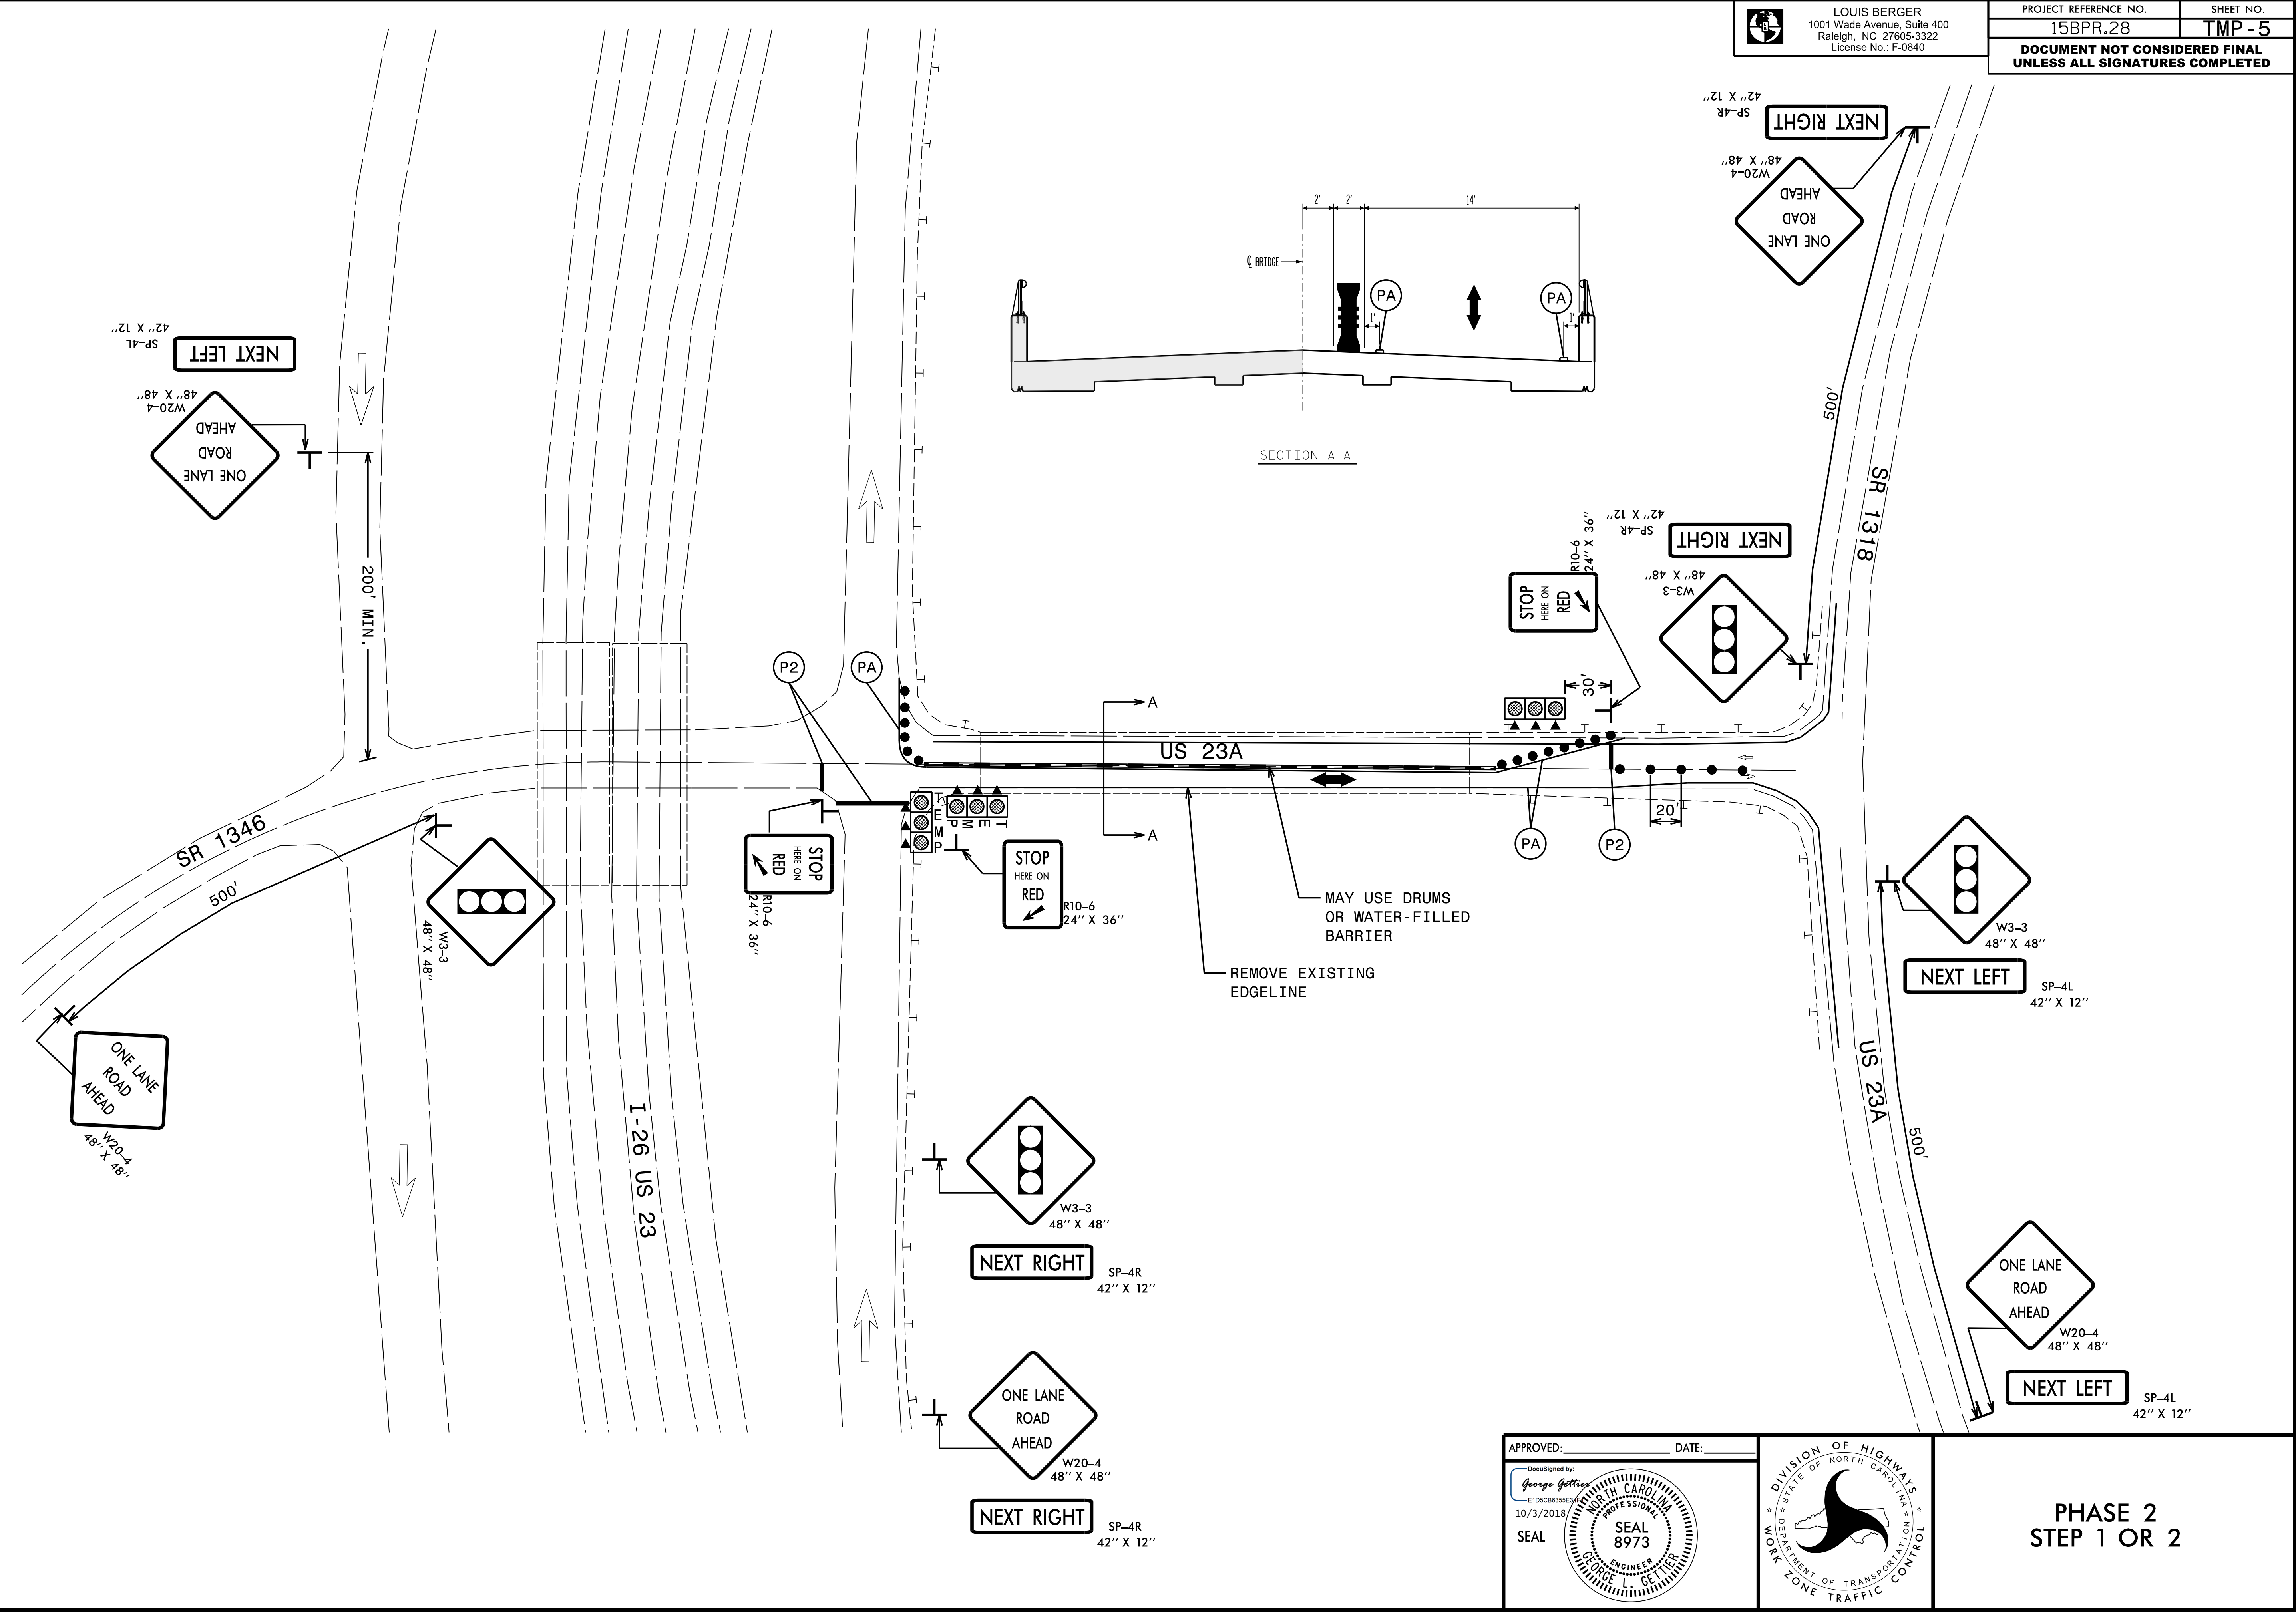 LOUIS BERGER
1001 Wade Avenue, Suite 400
Raleigh, NC 27605-3322
License No.: F-0840
PROJECT REFERENCE NO.
15BPR.28
SHEET NO.
TMP-5
DOCUMENT NOT CONSIDERED FINAL
UNLESS ALL SIGNATURES COMPLETED
NEXT RIGHT
SP-4R
42'' X 12''
ONE LANE
ROAD
AHEAD
W20-4
48'' X 48''
500'
SR 1318
2'
2'
14'
℄ BRIDGE
PA
PA
1'
1'
SECTION A-A
NEXT LEFT
SP-4L
42'' X 12''
ONE LANE
ROAD
AHEAD
W20-4
48'' X 48''
200' MIN.
NEXT RIGHT
SP-4R
42'' X 12''
W3-3
48'' X 48''
STOP
HERE ON
RED
R10-6
24'' X 36''
30'
P2
PA
A
US 23A
A
TEMP
TEMP
20'
PA
P2
STOP
HERE ON
RED
R10-6
24'' X 36''
STOP
HERE ON
RED
R10-6
24'' X 36''
MAY USE DRUMS
OR WATER-FILLED
BARRIER
REMOVE EXISTING
EDGELINE
SR 1346
500'
W3-3
48'' X 48''
ONE LANE
ROAD
AHEAD
W20-4
48'' X 48''
I-26 US 23
W3-3
48'' X 48''
NEXT LEFT
SP-4L
42'' X 12''
US 23A
500'
W3-3
48'' X 48''
NEXT RIGHT
SP-4R
42'' X 12''
ONE LANE
ROAD
AHEAD
W20-4
48'' X 48''
NEXT LEFT
SP-4L
42'' X 12''
ONE LANE
ROAD
AHEAD
W20-4
48'' X 48''
NEXT RIGHT
SP-4R
42'' X 12''
APPROVED:
DATE:
DocuSigned by:
George Gettier
10/3/2018
SEAL
NORTH CAROLINA
PROFESSIONAL
SEAL
8973
ENGINEER
GEORGE L. GETTIER
DIVISION OF HIGHWAYS
STATE OF NORTH CAROLINA
DEPARTMENT OF TRANSPORTATION
WORK ZONE TRAFFIC CONTROL
PHASE 2
STEP 1 OR 2